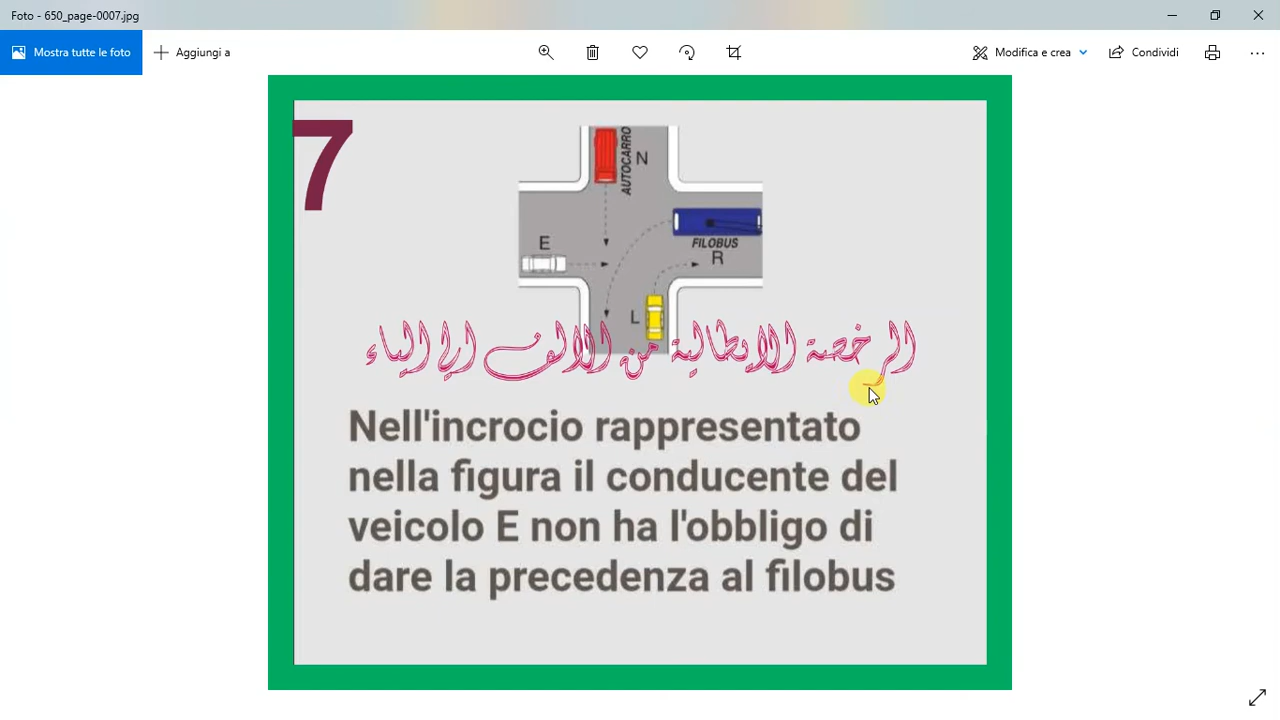 Foto - 650_page-0007.jpg
Mostra tutte le foto
Aggiungi a
Modifica e crea
Condividi
7
AUTOCARRO
N
E
FILOBUS
R
L
الرخصة الايطالية من الالف الي الياء
Nell'incrocio rappresentato
nella figura il conducente del
veicolo E non ha l'obbligo di
dare la precedenza al filobus